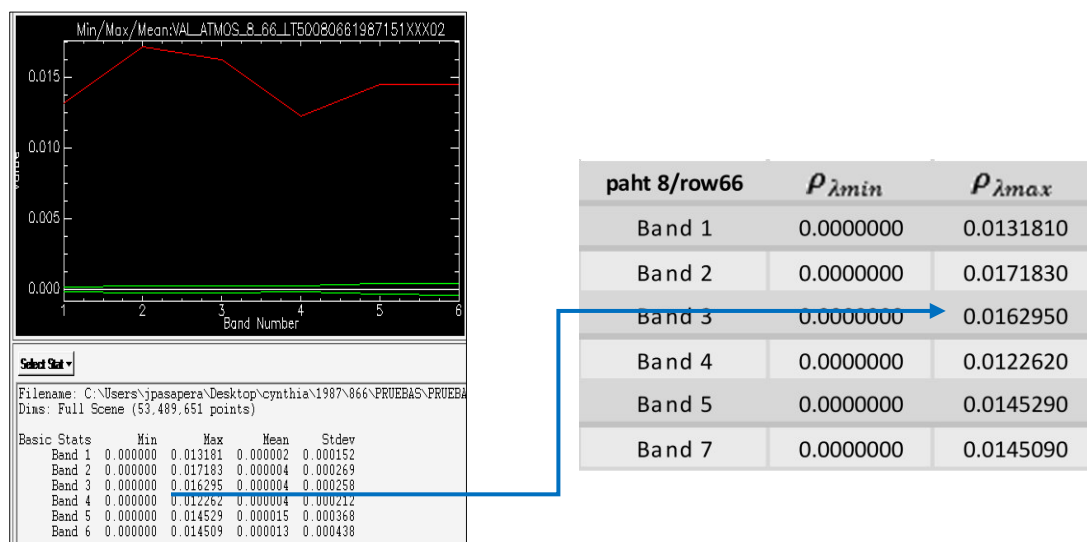 Min/Max/Mean:VAL_ATMOS_8_66_LT50080661987151XXX02
0.015
0.010
0.005
0.000
Value
1 2 3 4 5 6
Band Number
Select Stat
Filename: C:\Users\jpasapera\Desktop\cynthia\1987\866\PRUEBAS\PRUEBA
Dims: Full Scene (53,489,651 points)
Basic Stats Min Max Mean Stdev
Band 1 0.000000 0.013181 0.000002 0.000152
Band 2 0.000000 0.017183 0.000004 0.000269
Band 3 0.000000 0.016295 0.000004 0.000258
Band 4 0.000000 0.012262 0.000004 0.000212
Band 5 0.000000 0.014529 0.000015 0.000368
Band 6 0.000000 0.014509 0.000013 0.000438
paht 8/row66 ρλmin ρλmax
Band 1 0.0000000 0.0131810
Band 2 0.0000000 0.0171830
Band 3 0.0000000 0.0162950
Band 4 0.0000000 0.0122620
Band 5 0.0000000 0.0145290
Band 7 0.0000000 0.0145090